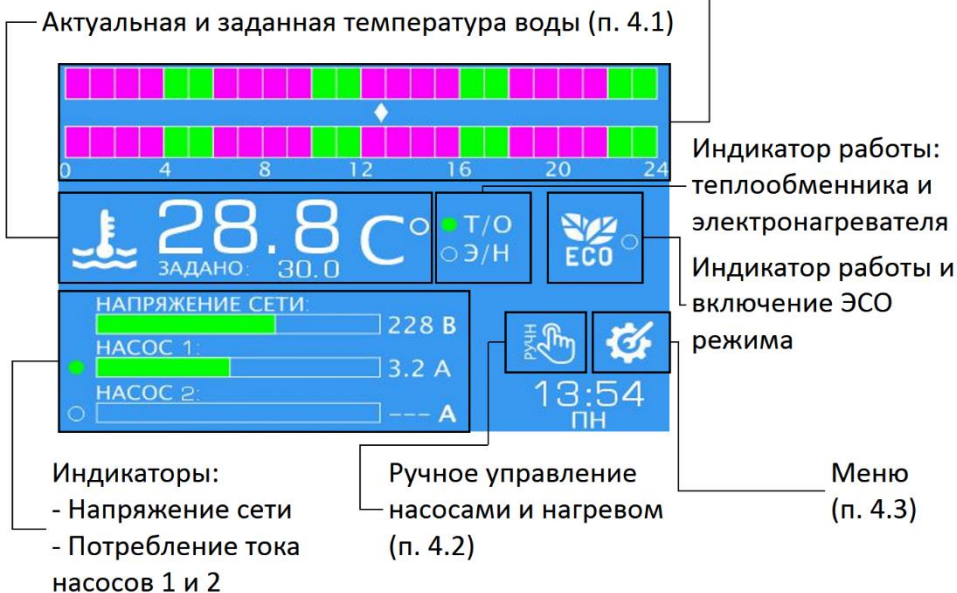 Актуальная и заданная температура воды (п. 4.1)
0 4 8 12 16 20 24
28.8 C°
ЗАДАНО: 30.0
Т/О
Э/Н
ECO
Индикатор работы:
теплообменника и
электронагревателя
Индикатор работы и
включение ЭСО
режима
НАПРЯЖЕНИЕ СЕТИ:
228 В
НАСОС 1:
3.2 А
НАСОС 2:
--- А
РУЧН
13:54
ПН
Индикаторы:
- Напряжение сети
- Потребление тока
насосов 1 и 2
Ручное управление
насосами и нагревом
(п. 4.2)
Меню
(п. 4.3)